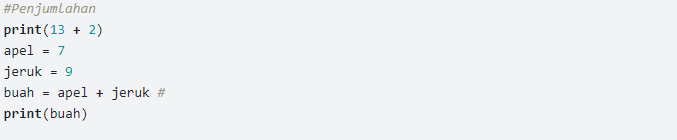 #Penjumlahan
print(13 + 2)
apel = 7
jeruk = 9
buah = apel + jeruk #
print(buah)